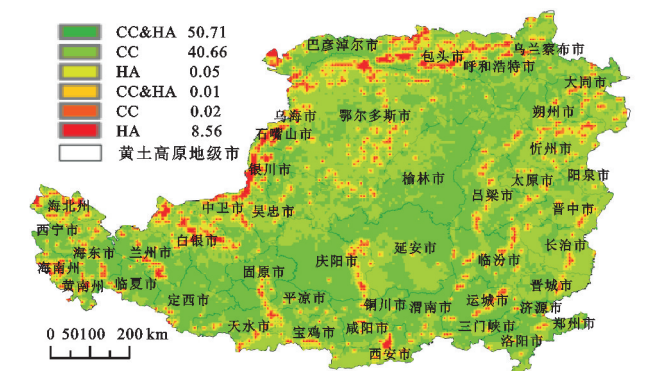 CC&HA 50.71
CC 40.66
HA 0.05
CC&HA 0.01
CC 0.02
HA 8.56
黄土高原地级市
巴彦淖尔市
包头市
乌兰察布市
呼和浩特市
大同市
乌海市
鄂尔多斯市
朔州市
石嘴山市
忻州市
银川市
榆林市
太原市
阳泉市
吕梁市
海北州
中卫市
吴忠市
晋中市
西宁市
白银市
海东市
兰州市
庆阳市
延安市
临汾市
长治市
海南州
固原市
黄南州
临夏市
定西市
平凉市
铜川市
渭南市
运城市
晋城市
济源市
天水市
宝鸡市
咸阳市
三门峡市
郑州市
洛阳市
西安市
0 50100 200 km